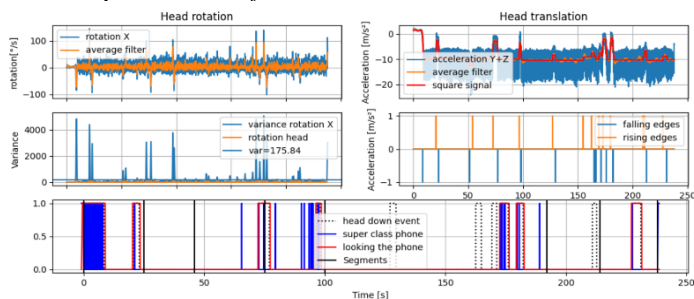 Head rotation
Head translation
rotation[°/s]
100
0
−100
rotation X
average filter
Acceleration [m/s²]
0
−10
−20
acceleration Y+Z
average filter
square signal
Variance
4000
2000
0
variance rotation X
rotation head
var=175.84
Acceleration [m/s²]
1
0
−1
falling edges
rising edges
0 50 100 150 200 250
1.0
0.5
0.0
head down event
super class phone
looking the phone
Segments
0 50 100 150 200 250
Time [s]